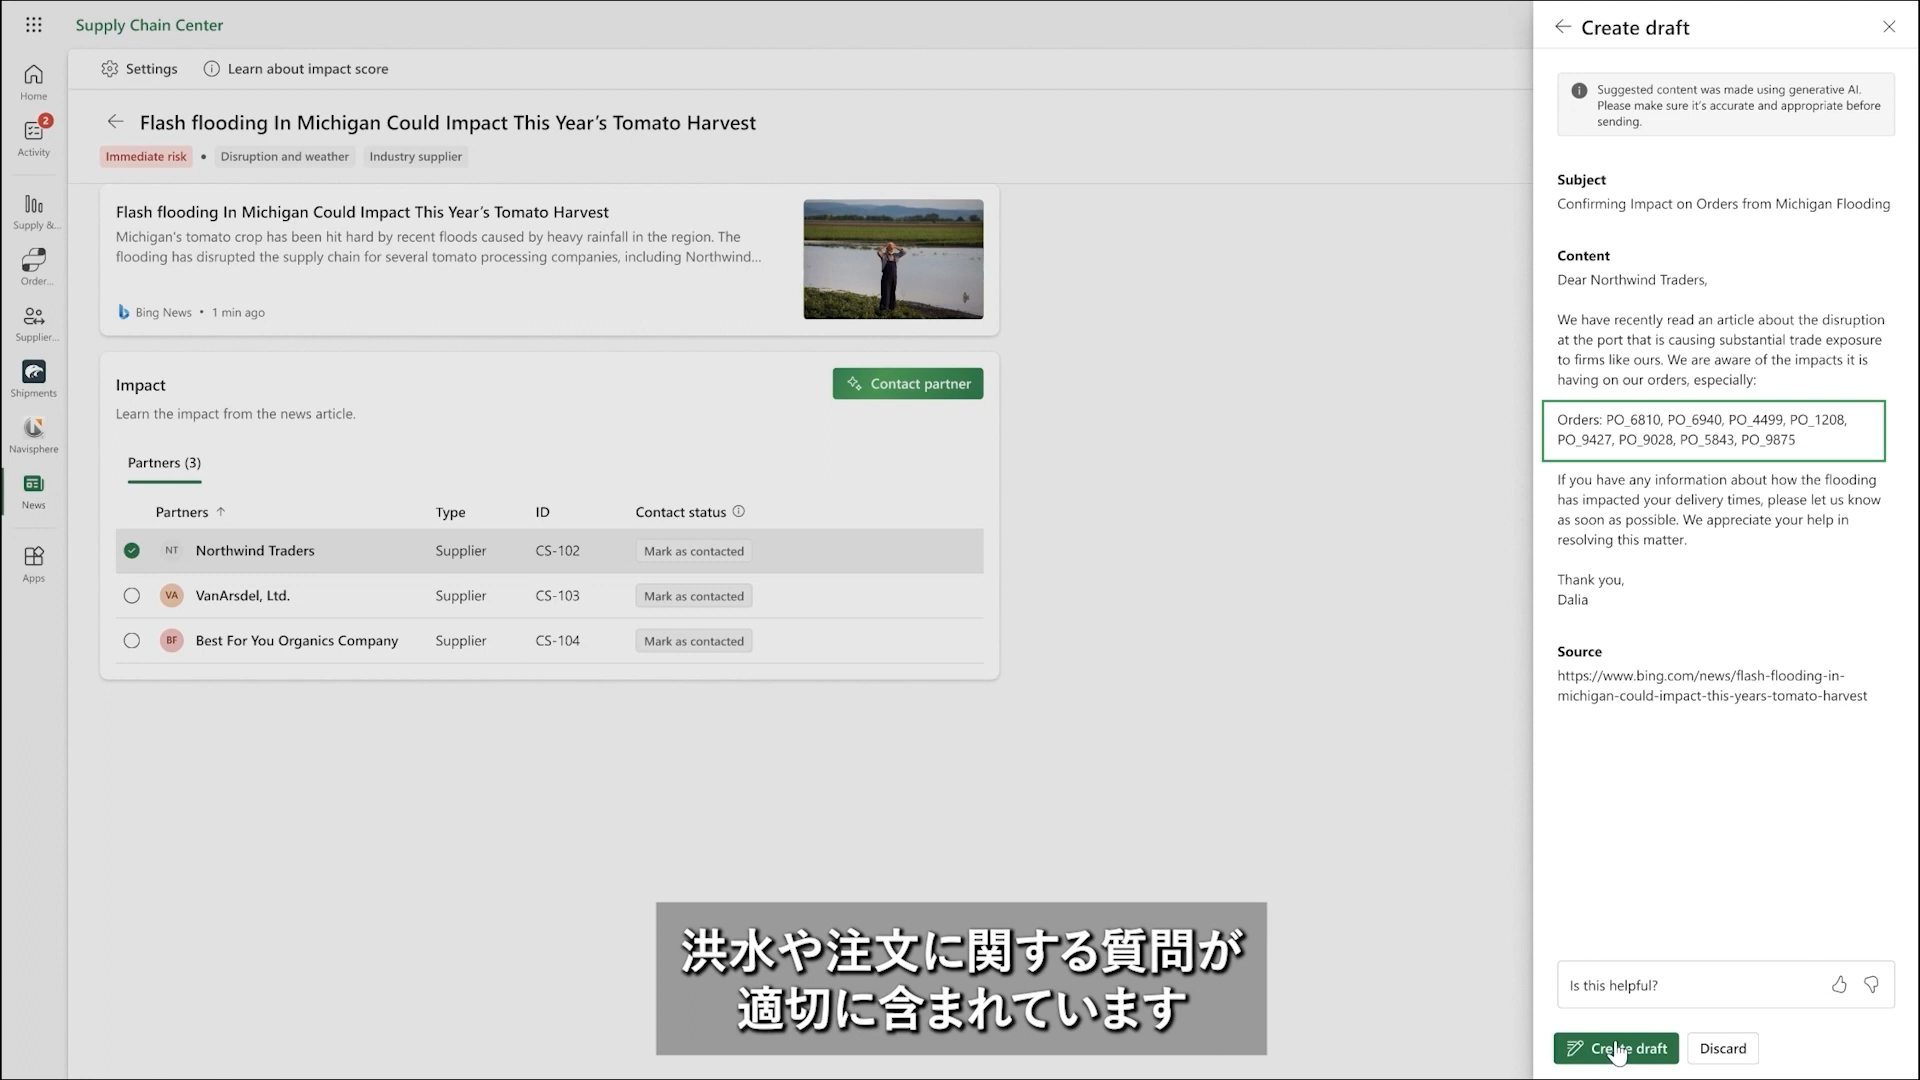 Supply Chain Center
Home
2
Activity
Supply &...
Order...
Supplier...
Shipments
Navisphere
News
Apps
Settings
Learn about impact score
Flash flooding In Michigan Could Impact This Year's Tomato Harvest
Immediate risk • Disruption and weather Industry supplier
Flash flooding In Michigan Could Impact This Year's Tomato Harvest
Michigan's tomato crop has been hit hard by recent floods caused by heavy rainfall in the region. The
flooding has disrupted the supply chain for several tomato processing companies, including Northwind...
Bing News • 1 min ago
Impact
Contact partner
Learn the impact from the news article.
Partners (3)
Partners Type ID Contact status
NT Northwind Traders Supplier CS-102 Mark as contacted
VA VanArsdel, Ltd. Supplier CS-103 Mark as contacted
BF Best For You Organics Company Supplier CS-104 Mark as contacted
Create draft
Suggested content was made using generative AI.
Please make sure it's accurate and appropriate before
sending.
Subject
Confirming Impact on Orders from Michigan Flooding
Content
Dear Northwind Traders,
We have recently read an article about the disruption
at the port that is causing substantial trade exposure
to firms like ours. We are aware of the impacts it is
having on our orders, especially:
Orders: PO_6810, PO_6940, PO_4499, PO_1208,
PO_9427, PO_9028, PO_5843, PO_9875
If you have any information about how the flooding
has impacted your delivery times, please let us know
as soon as possible. We appreciate your help in
resolving this matter.
Thank you,
Dalia
Source
https://www.bing.com/news/flash-flooding-in-
michigan-could-impact-this-years-tomato-harvest
Is this helpful?
Create draft
Discard
洪水や注文に関する質問が
適切に含まれています